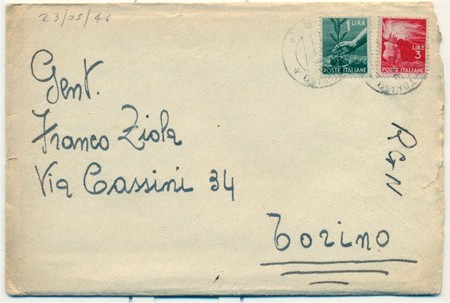 23/05/46
1 LIRA
POSTE ITALIANE
LIRE
3
POSTE ITALIANE
Gent.
Franco Ziola
Via Cassini 34
Torino
R G N